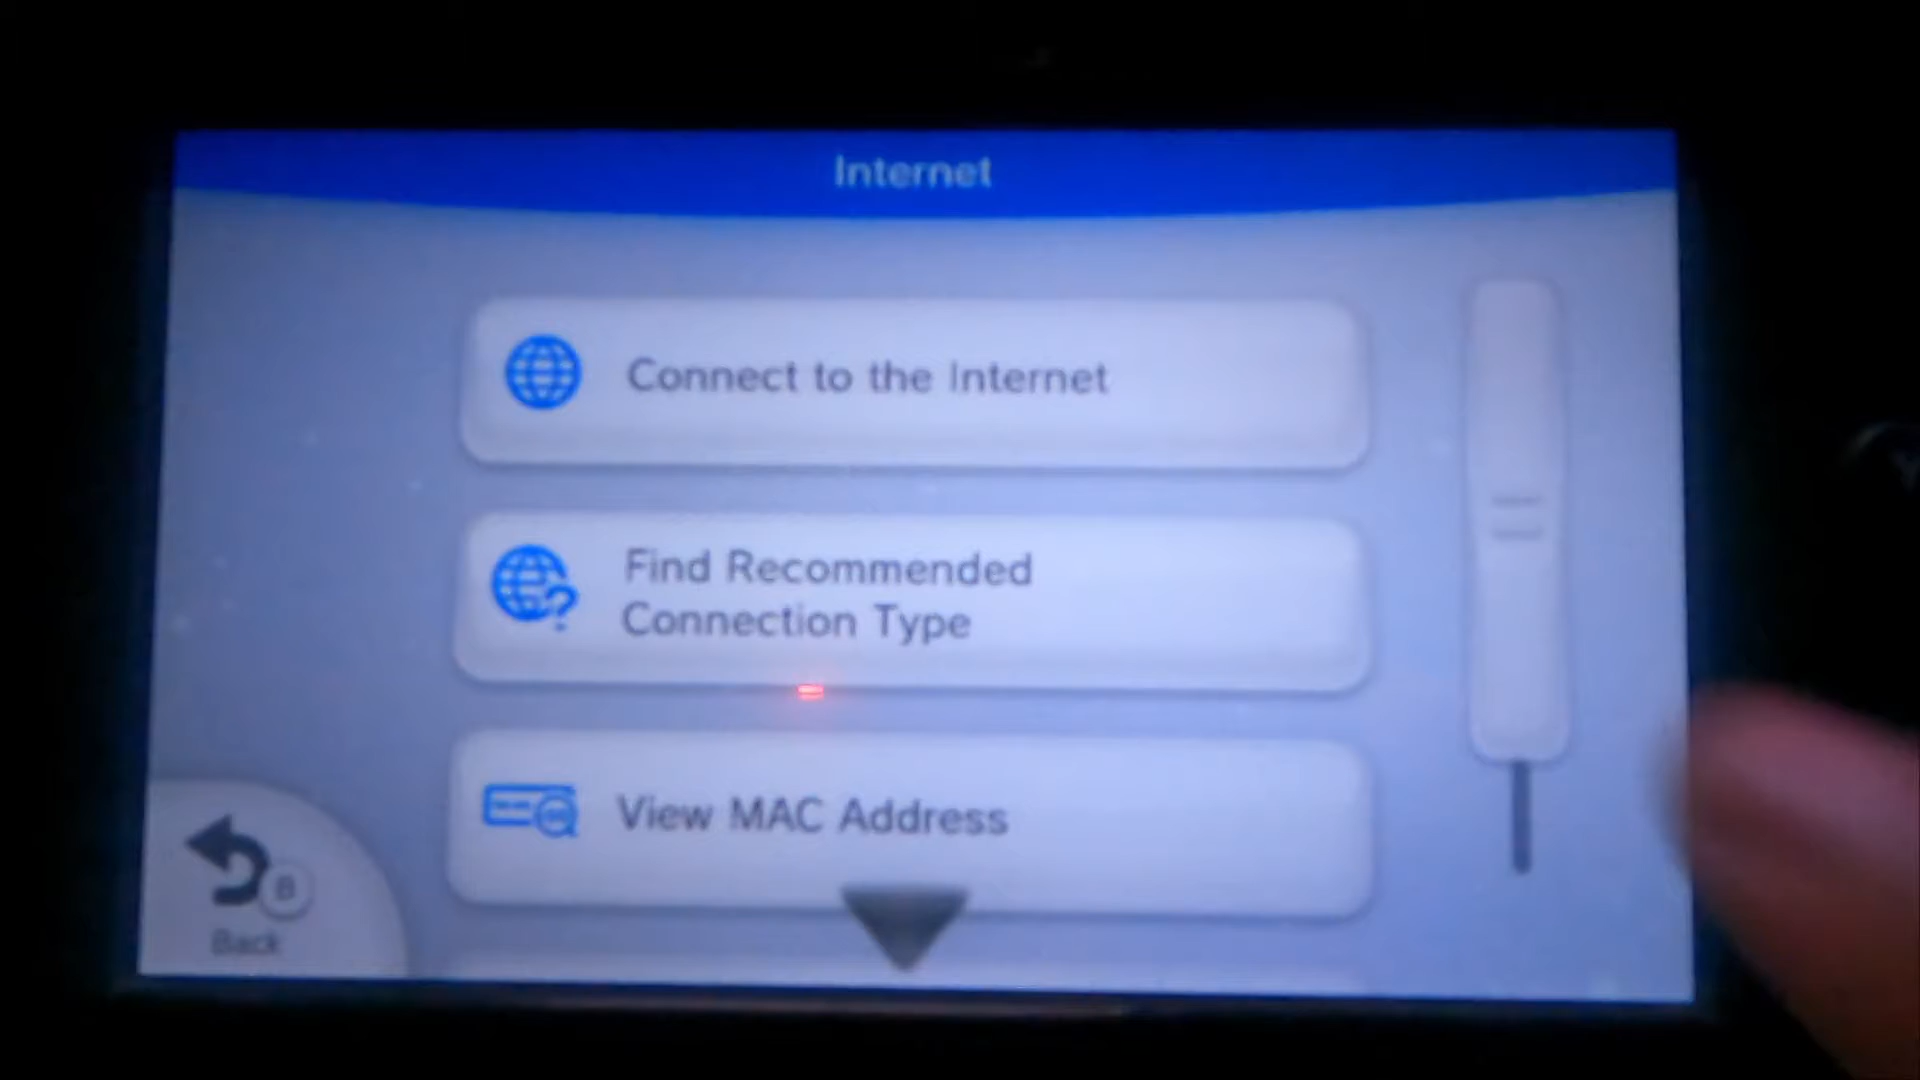 Internet
Connect to the Internet
Find Recommended
Connection Type
View MAC Address
B
Back
Y